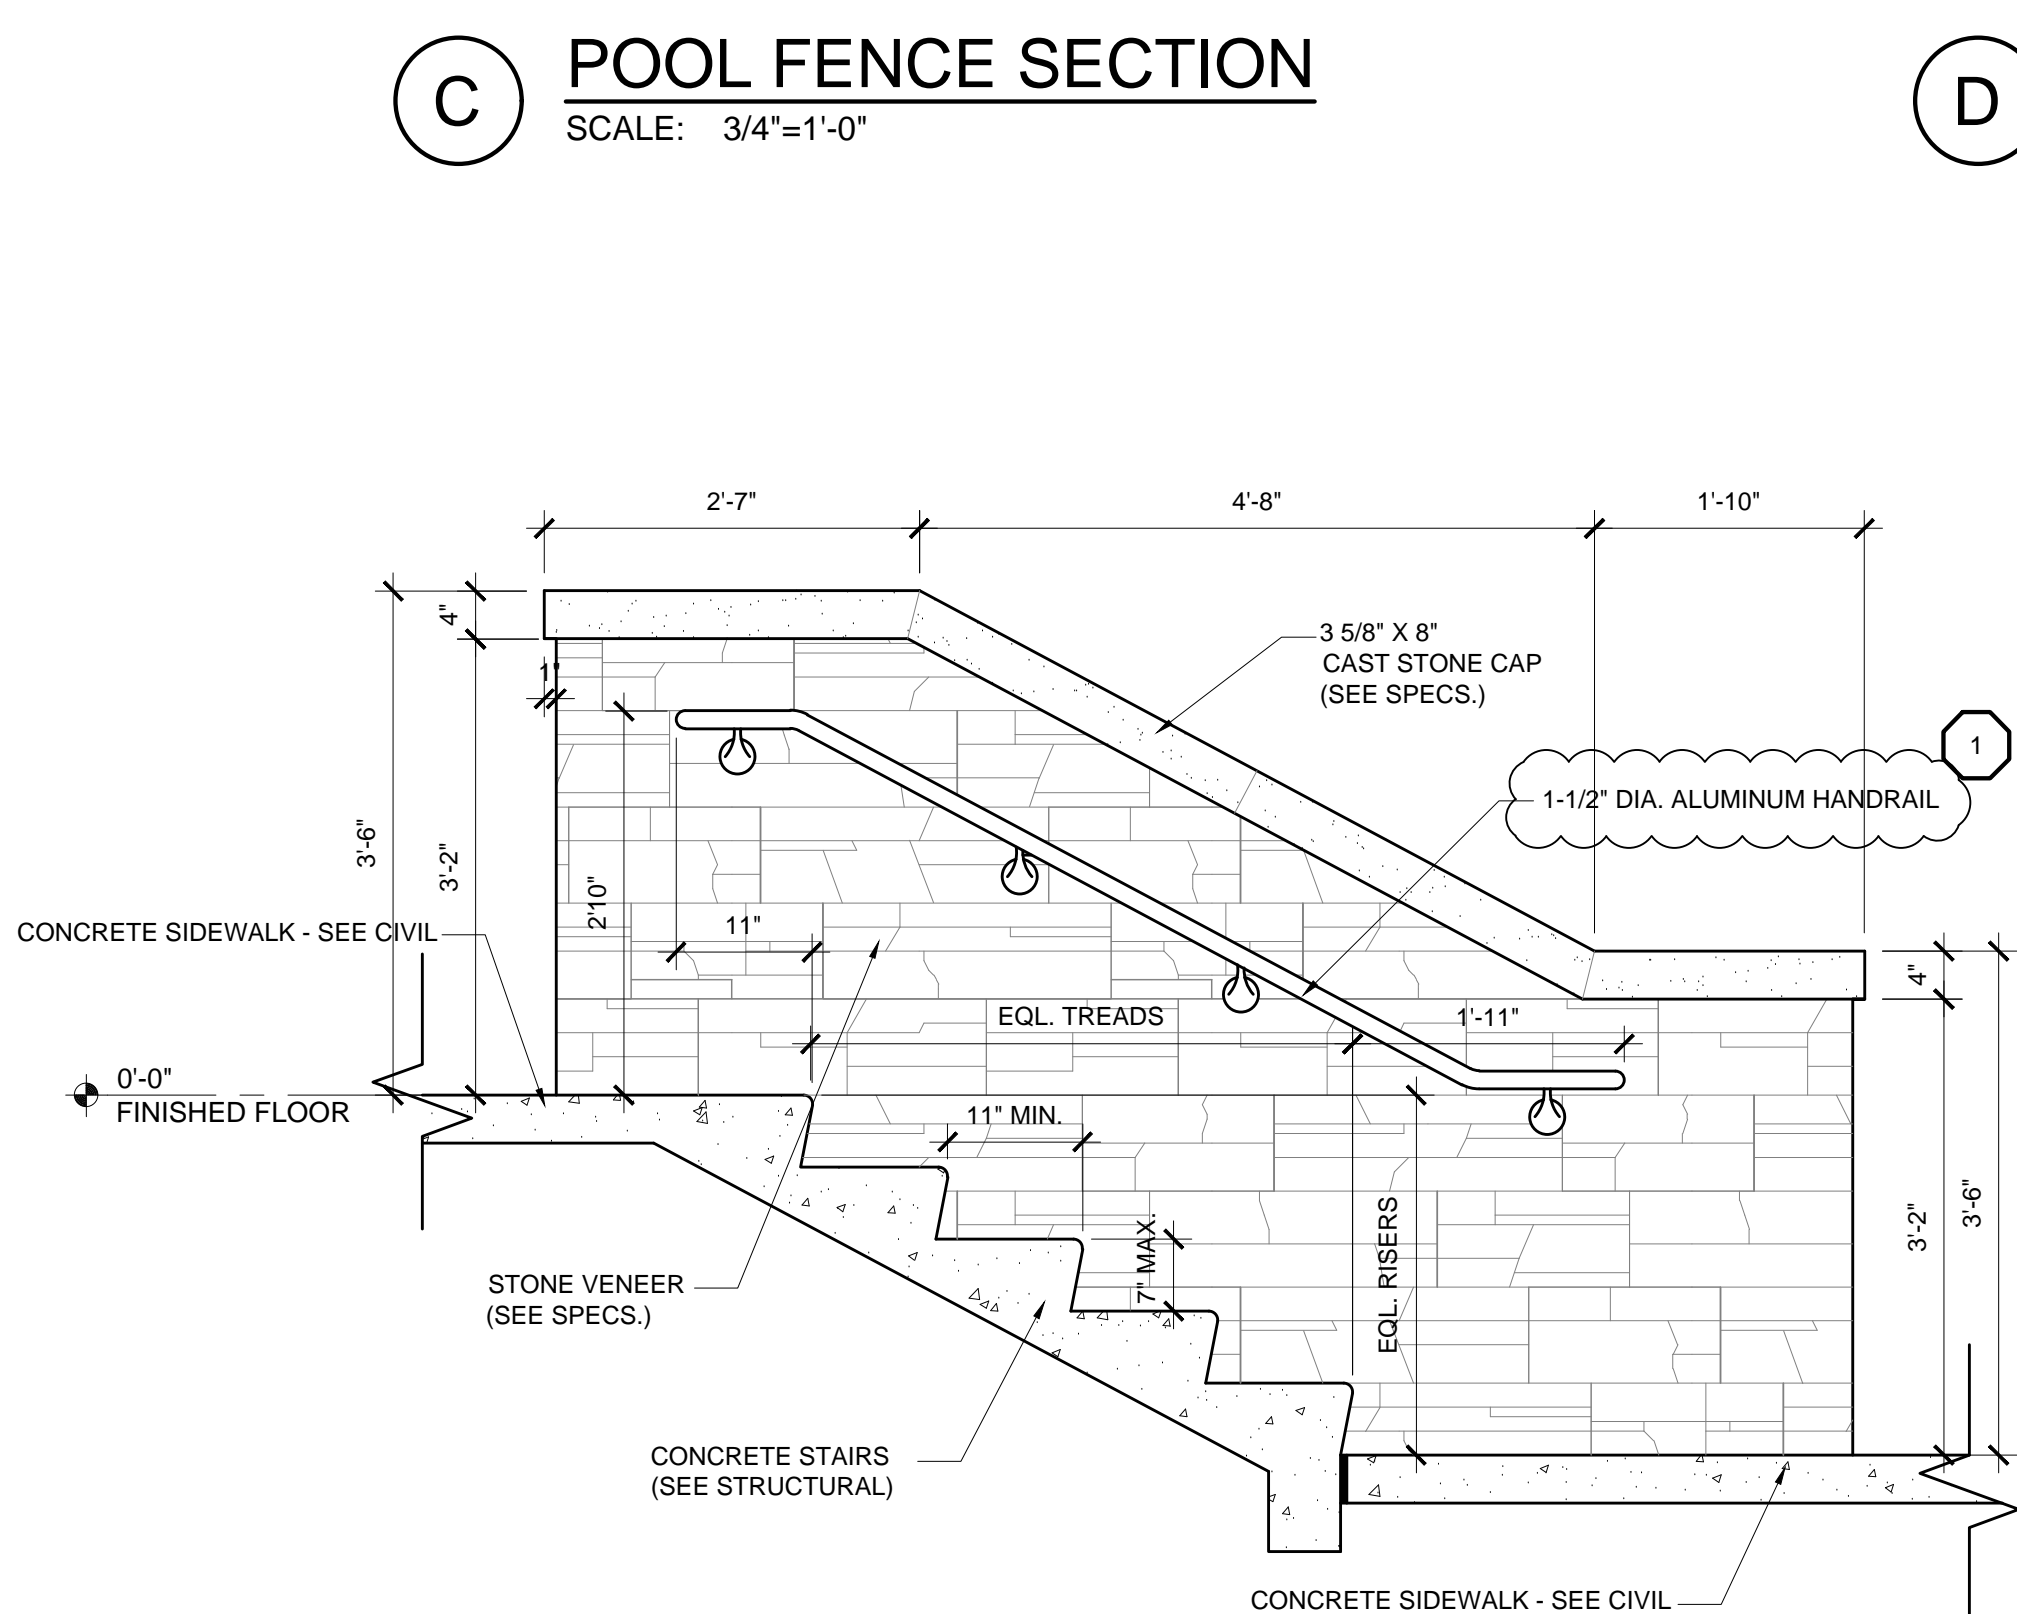 C
POOL FENCE SECTION
SCALE: 3/4"=1'-0"
D
2'-7"
4'-8"
1'-10"
4"
3 5/8" X 8"
CAST STONE CAP
(SEE SPECS.)
1"
1
1-1/2" DIA. ALUMINUM HANDRAIL
3'-6"
3'-2"
2'10"
11"
CONCRETE SIDEWALK - SEE CIVIL
4"
EQL. TREADS
1'-11"
0'-0"
FINISHED FLOOR
11" MIN.
7" MAX.
EQL. RISERS
3'-2"
3'-6"
STONE VENEER
(SEE SPECS.)
CONCRETE STAIRS
(SEE STRUCTURAL)
CONCRETE SIDEWALK - SEE CIVIL